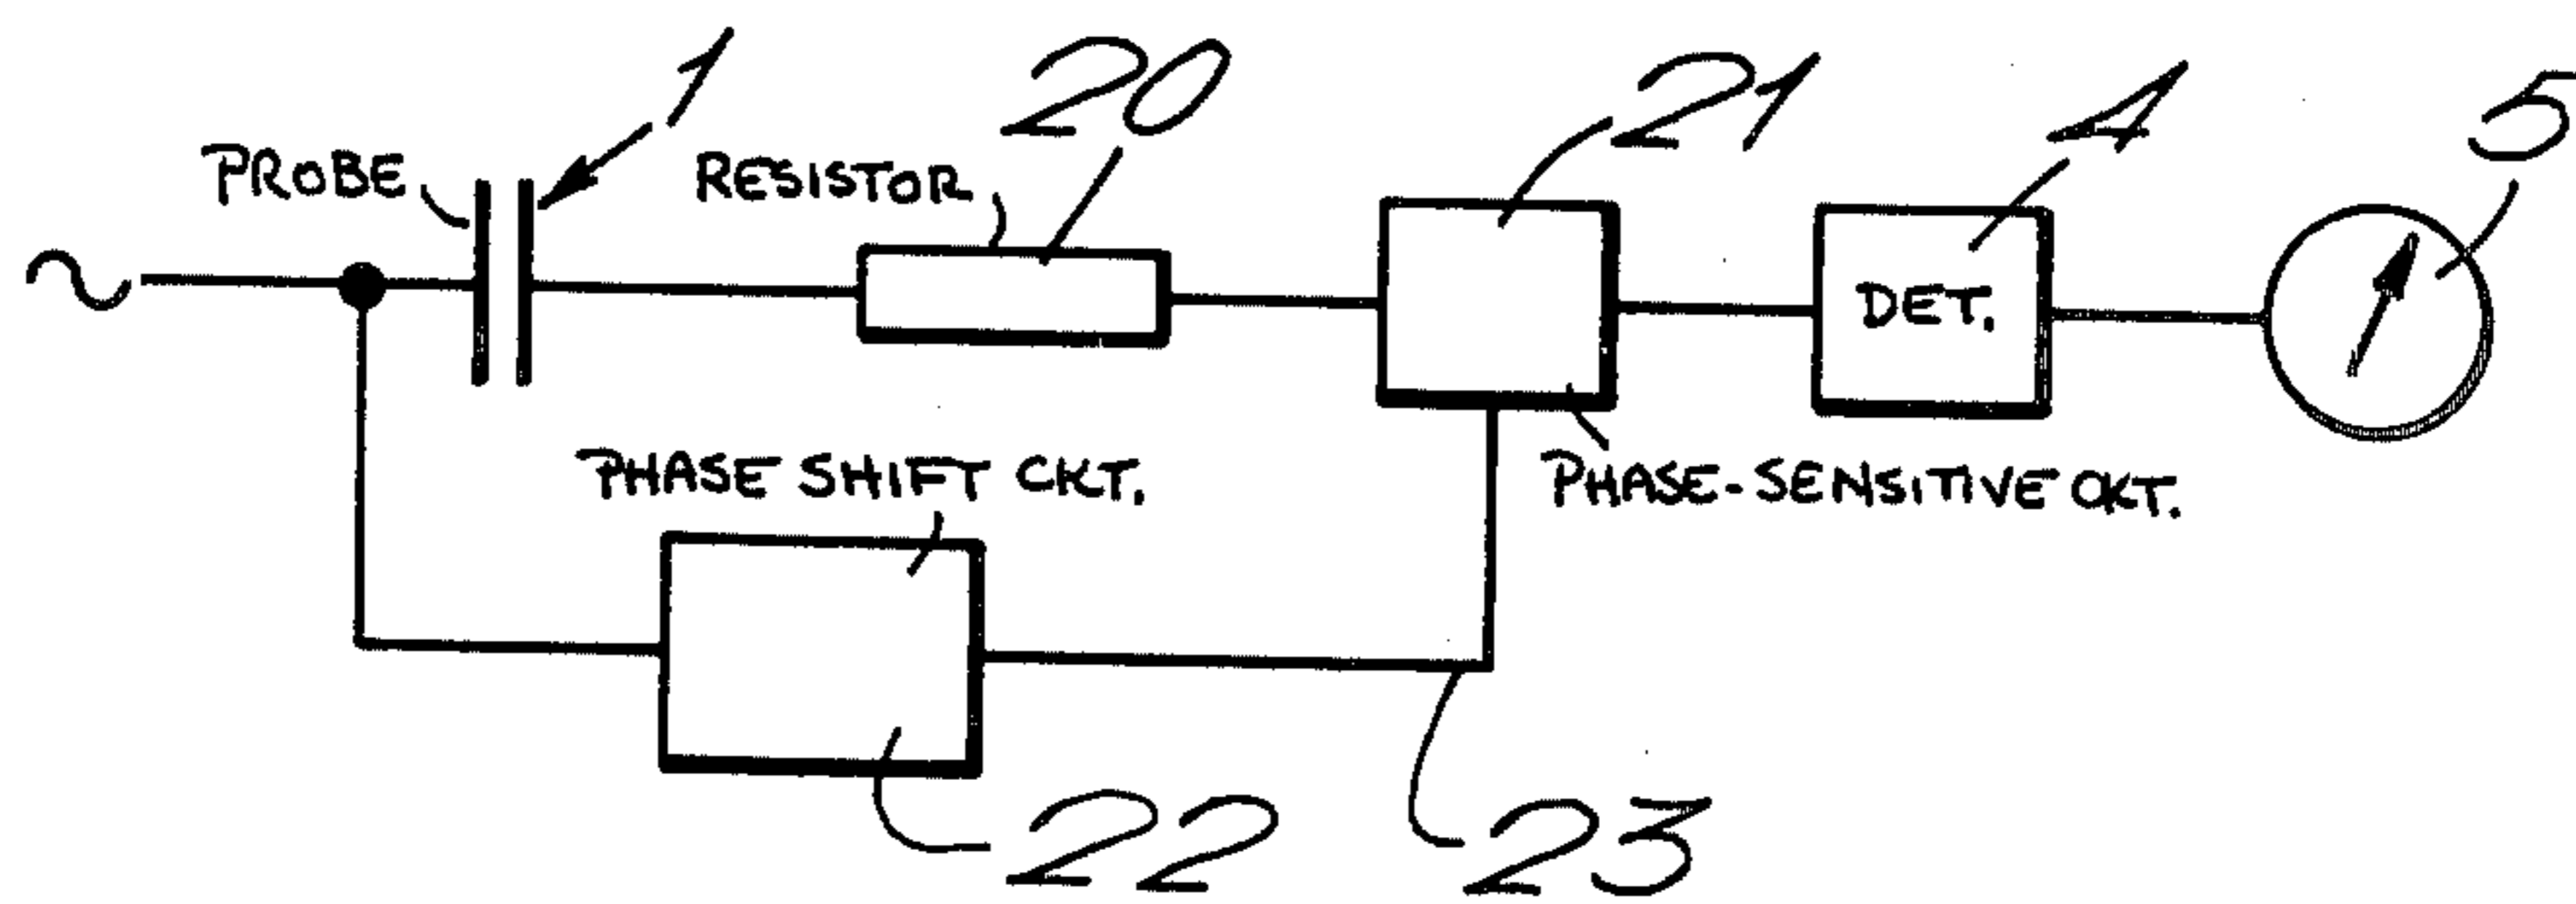 1
20
21
4
5
PROBE
RESISTOR
DET.
PHASE SHIFT CKT.
PHASE-SENSITIVE CKT.
22
23